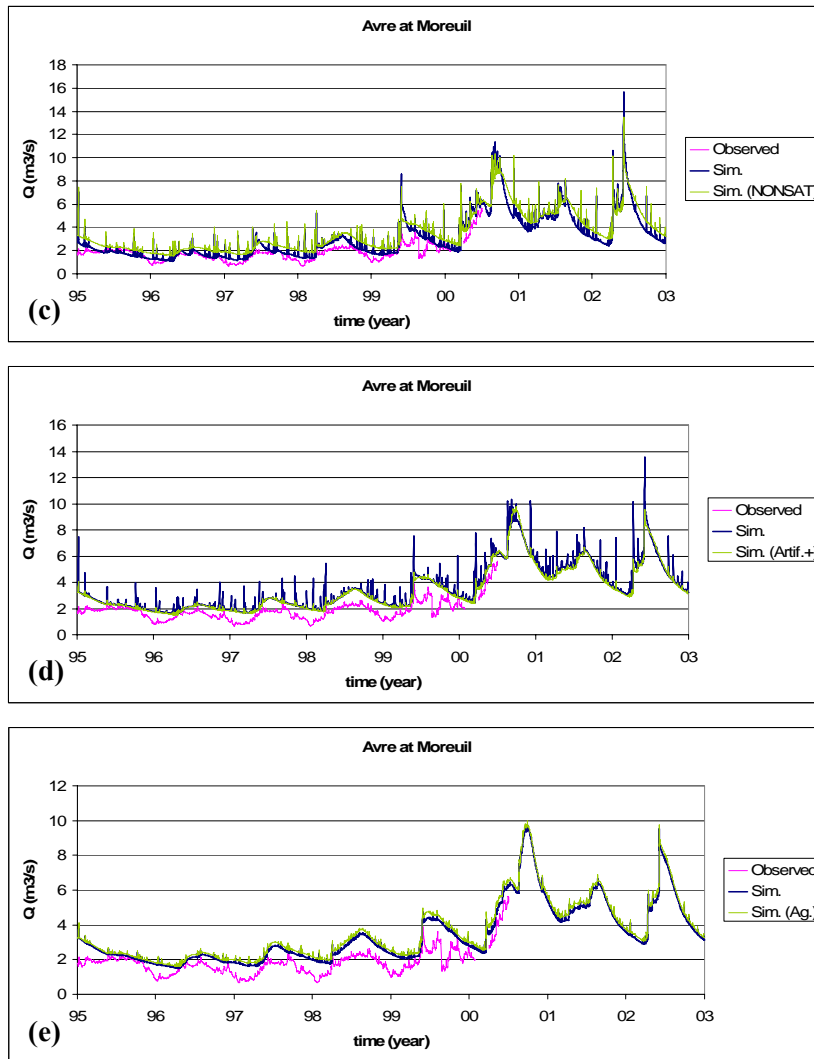 Avre at Moreuil
18
16
14
12
10
8
6
4
2
0
Q (m3/s)
95 96 97 98 99 00 01 02 03
time (year)
Observed
Sim.
Sim. (NONSAT)
(c)
Avre at Moreuil
16
14
12
10
8
6
4
2
0
Q (m3/s)
95 96 97 98 99 00 01 02 03
time (year)
Observed
Sim.
Sim. (Artif.+)
(d)
Avre at Moreuil
12
10
8
6
4
2
0
Q (m3/s)
95 96 97 98 99 00 01 02 03
time (year)
Observed
Sim.
Sim. (Ag.)
(e)